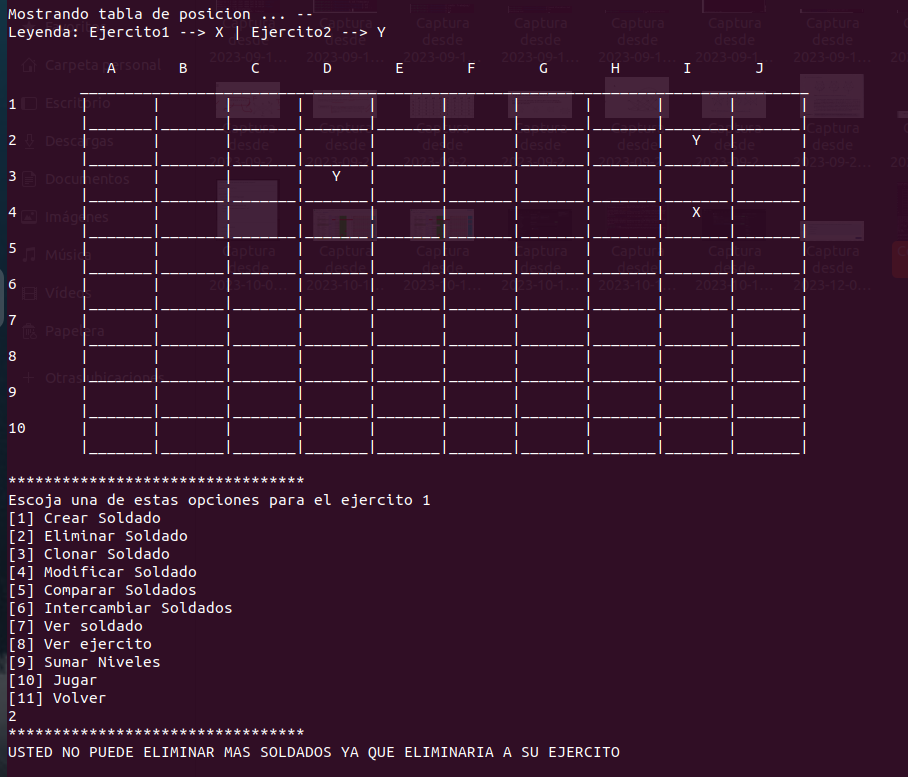 Mostrando tabla de posicion ... --
Leyenda: Ejercito1 --> X | Ejercito2 --> Y
A B C D E F G H I J
1
2 Y
3 Y
4 X
5
6
7
8
9
10
*********************************
Escoja una de estas opciones para el ejercito 1
[1] Crear Soldado
[2] Eliminar Soldado
[3] Clonar Soldado
[4] Modificar Soldado
[5] Comparar Soldados
[6] Intercambiar Soldados
[7] Ver soldado
[8] Ver ejercito
[9] Sumar Niveles
[10] Jugar
[11] Volver
2
*********************************
USTED NO PUEDE ELIMINAR MAS SOLDADOS YA QUE ELIMINARIA A SU EJERCITO